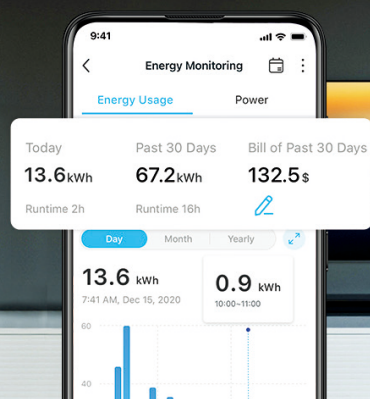 9:41
Energy Monitoring
Energy Usage Power
Today Past 30 Days Bill of Past 30 Days
13.6kWh 67.2kWh 132.5$
Runtime 2h Runtime 16h
Day Month Yearly
13.6 kWh 0.9 kWh
7:41 AM, Dec 15, 2020 10:00~11:00
60
40